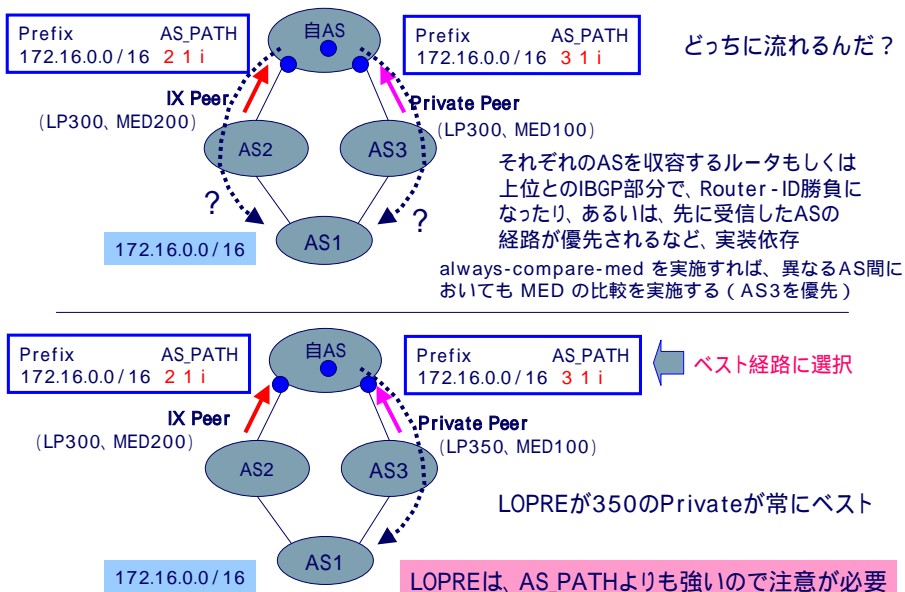 Prefix AS_PATH
172.16.0.0/16 2 1 i
自AS
Prefix AS_PATH
172.16.0.0/16 3 1 i
どっちに流れるんだ？
IX Peer
(LP300、MED200)
Private Peer
(LP300、MED100)
AS2
AS3
?
?
AS1
172.16.0.0/16
それぞれのASを収容するルータもしくは
上位とのIBGP部分で、Router-ID勝負に
なったり、あるいは、先に受信したASの
経路が優先されるなど、実装依存
always-compare-med を実施すれば、異なるAS間に
おいても MED の比較を実施する（AS3を優先）
Prefix AS_PATH
172.16.0.0/16 2 1 i
自AS
Prefix AS_PATH
172.16.0.0/16 3 1 i
ベスト経路に選択
IX Peer
(LP300、MED200)
Private Peer
(LP350、MED100)
AS2
AS3
LOPREが350のPrivateが常にベスト
AS1
172.16.0.0/16
LOPREは、AS_PATHよりも強いので注意が必要